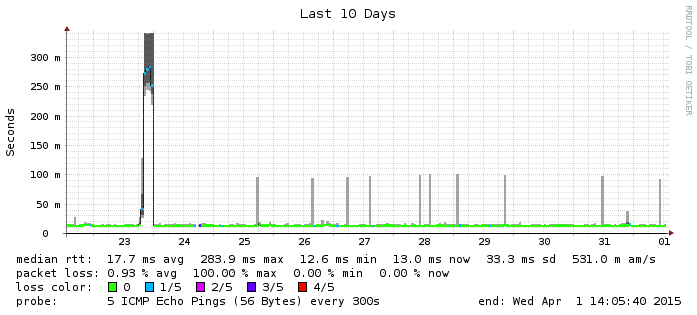 Last 10 Days
RRDTOOL / TOBI OETIKER
Seconds
300 m
250 m
200 m
150 m
100 m
50 m
0
23 24 25 26 27 28 29 30 31 01
median rtt: 17.7 ms avg 283.9 ms max 12.6 ms min 13.0 ms now 33.3 ms sd 531.0 m am/s
packet loss: 0.93 % avg 100.00 % max 0.00 % min 0.00 % now
loss color: 0 1/5 2/5 3/5 4/5
probe: 5 ICMP Echo Pings (56 Bytes) every 300s end: Wed Apr 1 14:05:40 2015